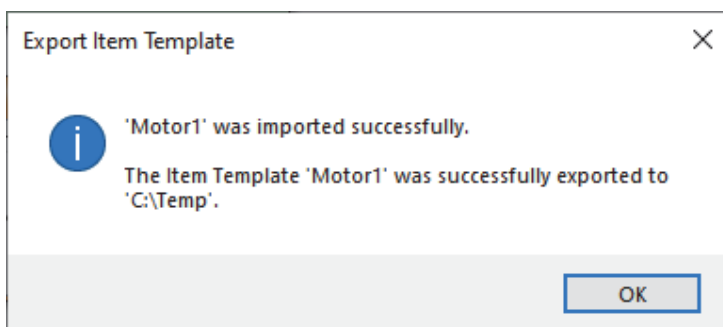 Export Item Template
'Motor1' was imported successfully.
The Item Template 'Motor1' was successfully exported to
'C:\Temp'.
OK